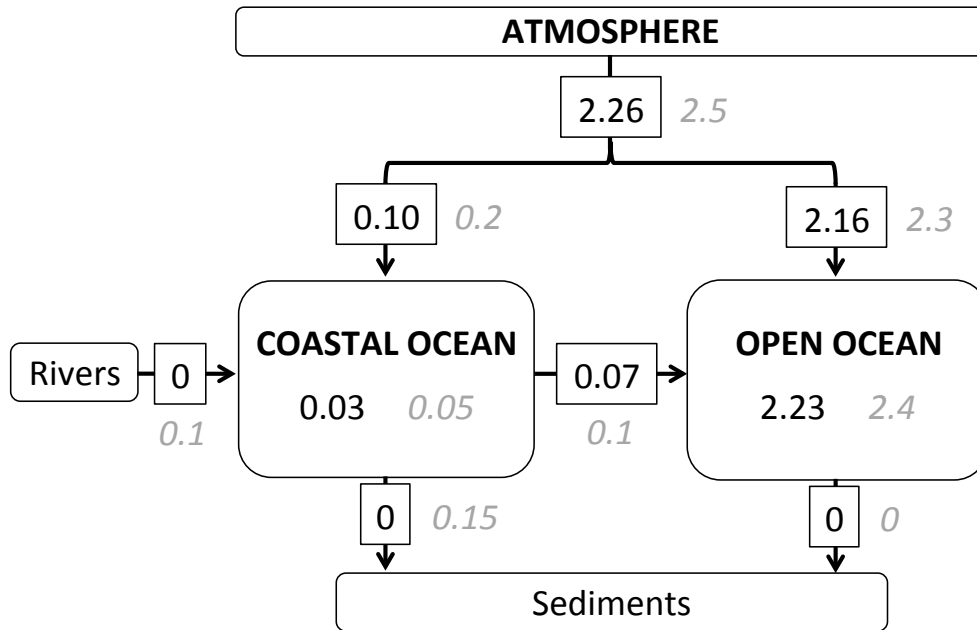 ATMOSPHERE
2.26 2.5
0.10 0.2
2.16 2.3
COASTAL OCEAN
0.03 0.05
OPEN OCEAN
2.23 2.4
Rivers
0
0.1
0.07
0.1
0 0.15
0 0
Sediments